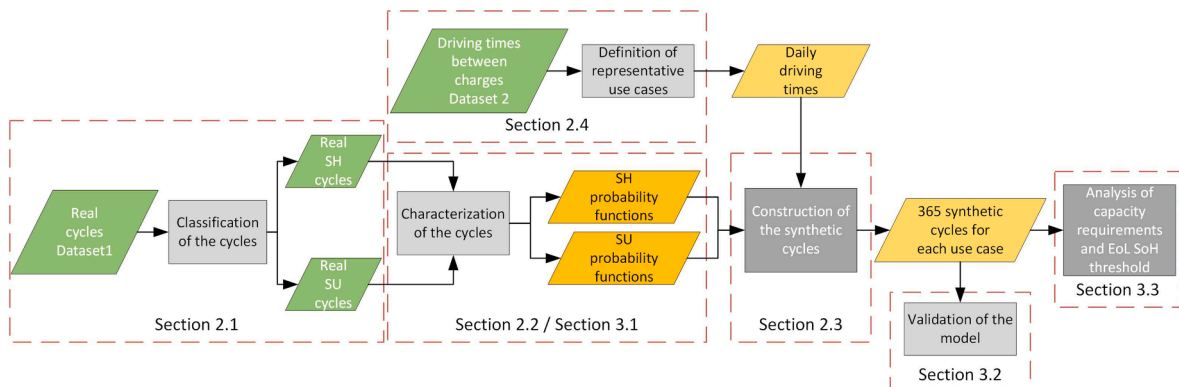 Driving times
between
charges
Dataset 2
Definition of
representative
use cases
Daily
driving
times
Section 2.4
Real
cycles
Dataset1
Classification
of the cycles
Real
SH
cycles
Real
SU
cycles
Section 2.1
Characterization
of the cycles
SH
probability
functions
SU
probability
functions
Section 2.2 / Section 3.1
Construction of
the synthetic
cycles
Section 2.3
365 synthetic
cycles for
each use case
Analysis of
capacity
requirements
and EoL SoH
threshold
Section 3.3
Validation of the
model
Section 3.2